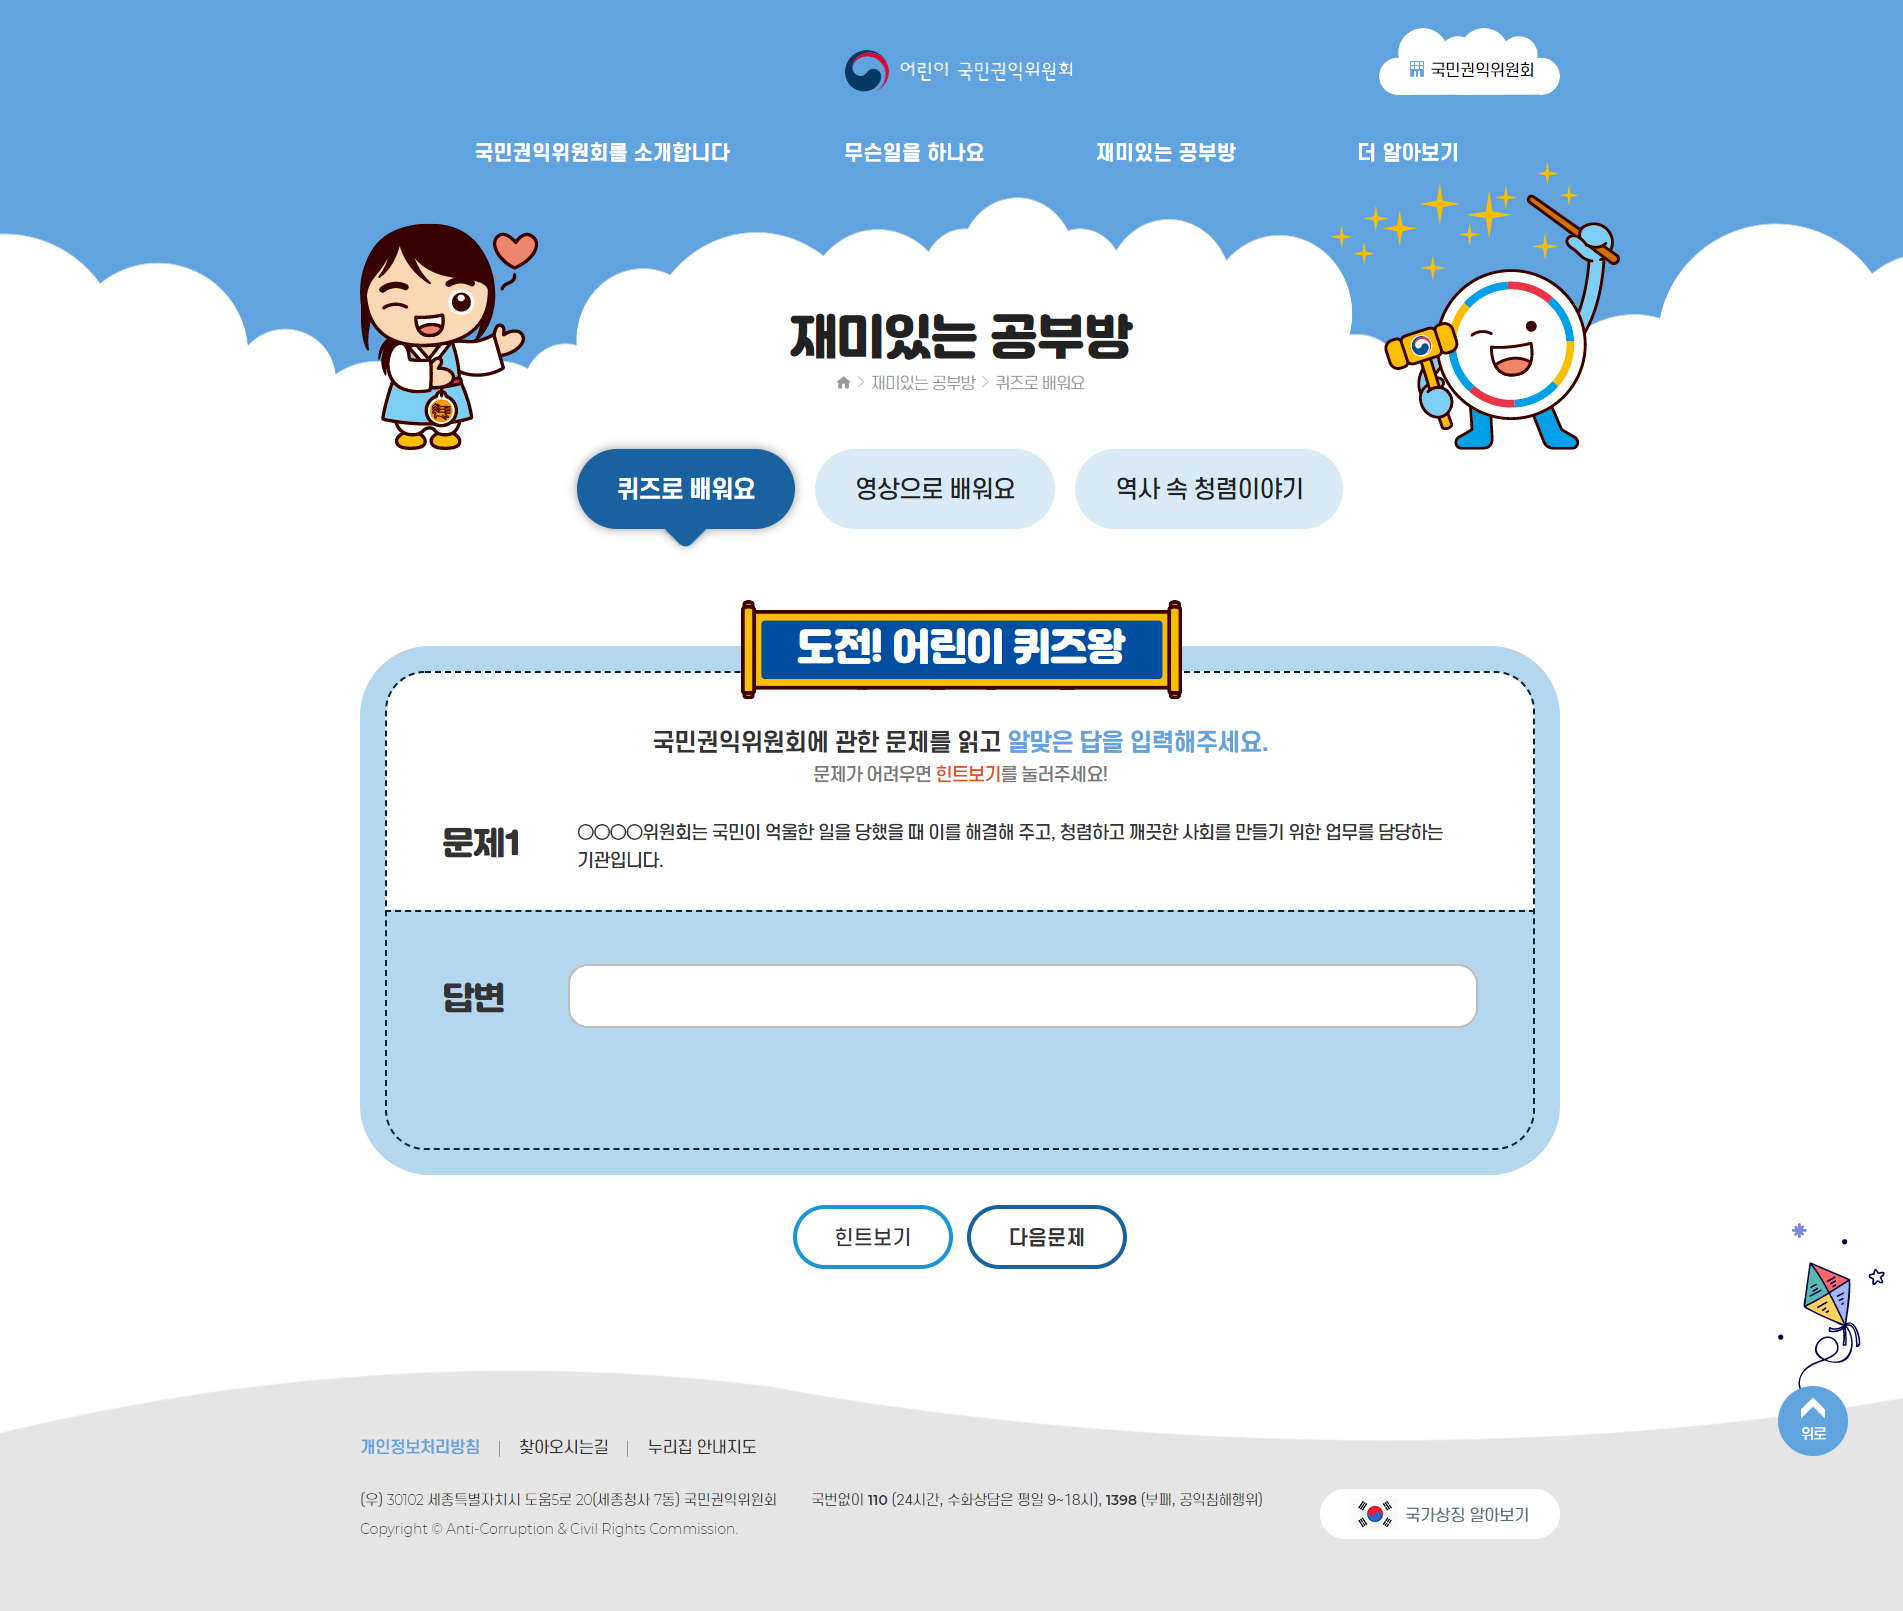 어린이 국민권익위원회
국민권익위원회
국민권익위원회를 소개합니다
무슨일을 하나요
재미있는 공부방
더 알아보기
재미있는 공부방
재미있는 공부방 > 퀴즈로 배워요
퀴즈로 배워요
영상으로 배워요
역사 속 청렴이야기
도전! 어린이 퀴즈왕
국민권익위원회에 관한 문제를 읽고 알맞은 답을 입력해주세요.
문제가 어려우면 힌트보기를 눌러주세요!
문제1
〇〇〇〇위원회는 국민이 억울한 일을 당했을 때 이를 해결해 주고, 청렴하고 깨끗한 사회를 만들기 위한 업무를 담당하는
기관입니다.
답변
힌트보기
다음문제
위로
개인정보처리방침
찾아오시는길
누리집 안내지도
(우) 30102 세종특별자치시 도움5로 20(세종청사 7동) 국민권익위원회
국번없이 110 (24시간, 수화상담은 평일 9~18시), 1398 (부패, 공익침해행위)
Copyright © Anti-Corruption & Civil Rights Commission.
국가상징 알아보기